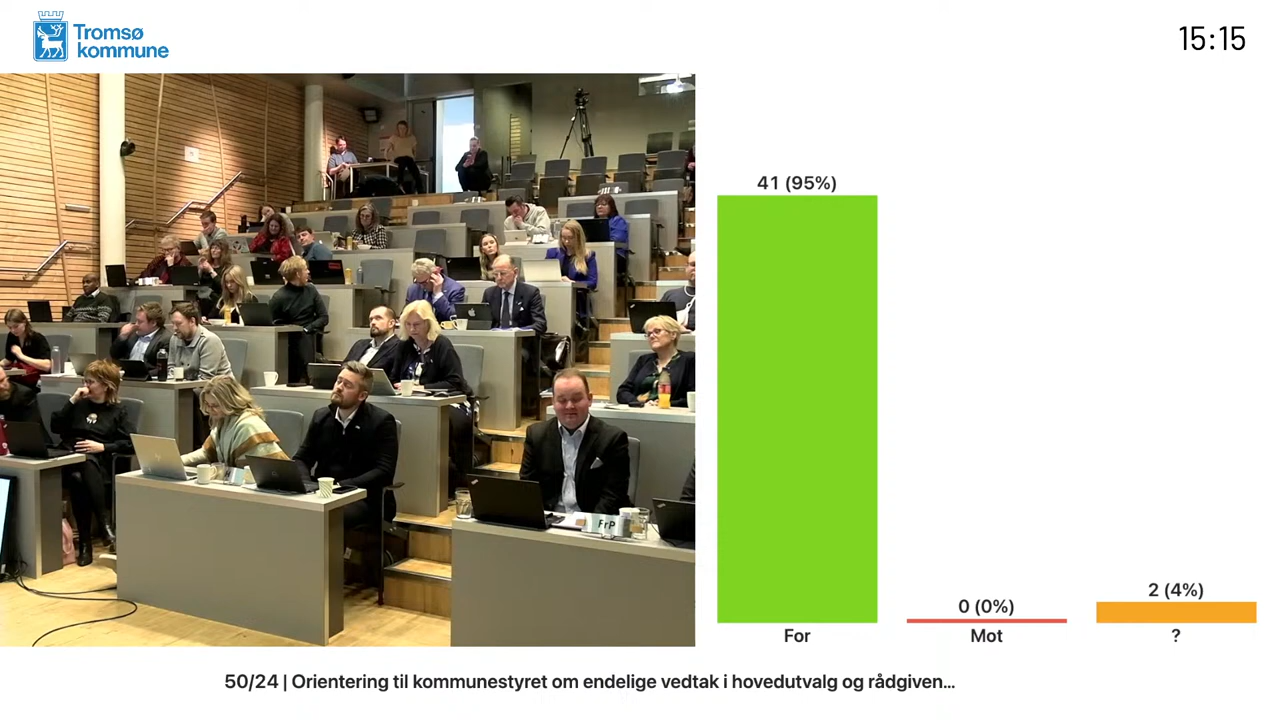 Tromsø
kommune
15:15
41 (95%)
0 (0%)
2 (4%)
For
Mot
?
FrP
50/24 | Orientering til kommunestyret om endelige vedtak i hovedutvalg og rådgiven...